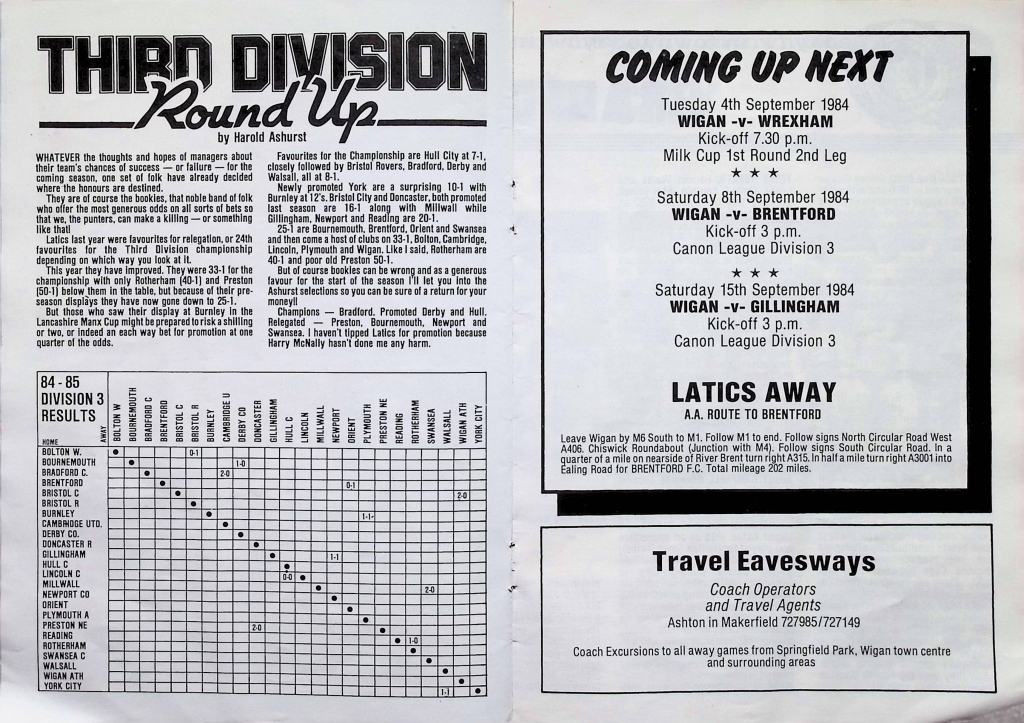 THIRD DIVISION
Round Up
by Harold Ashurst
WHATEVER the thoughts and hopes of managers about
their team's chances of success — or failure — for the
coming season, one set of folk have already decided
where the honours are destined.
They are of course the bookies, that noble band of folk
who offer the most generous odds on all sorts of bets so
that we, the punters, can make a killing — or something
like that!
Latics last year were favourites for relegation, or 24th
favourites for the Third Division championship
depending on which way you look at it.
This year they have improved. They were 33-1 for the
championship with only Rotherham (40-1) and Preston
(50-1) below them in the table, but because of their pre-
season displays they have now gone down to 25-1.
But those who saw their display at Burnley in the
Lancashire Manx Cup might be prepared to risk a shilling
or two, or indeed an each way bet for promotion at one
quarter of the odds.
Favourites for the Championship are Hull City at 7-1,
closely followed by Bristol Rovers, Bradford, Derby and
Walsall, all at 8-1.
Newly promoted York are a surprising 10-1 with
Burnley at 12's. Bristol City and Doncaster, both promoted
last season are 16-1 along with Millwall while
Gillingham, Newport and Reading are 20-1.
25-1 are Bournemouth, Brentford, Orient and Swansea
and then come a host of clubs on 33-1, Bolton, Cambridge,
Lincoln, Plymouth and Wigan. Like I said, Rotherham are
40-1 and poor old Preston 50-1.
But of course bookies can be wrong and as a generous
favour for the start of the season I'll let you into the
Ashurst selections so you can be sure of a return for your
money!!
Champions — Bradford. Promoted Derby and Hull.
Relegated — Preston, Bournemouth, Newport and
Swansea. I haven't tipped Latics for promotion because
Harry McNally hasn't done me any harm.
84 - 85
DIVISION 3
RESULTS
HOME
AWAY
BOLTON W
BOURNEMOUTH
BRADFORD C
BRENTFORD
BRISTOL C
BRISTOL R
BURNLEY
CAMBRIDGE U
DERBY CO
DONCASTER
GILLINGHAM
HULL C
LINCOLN
MILLWALL
NEWPORT
ORIENT
PLYMOUTH
PRESTON NE
READING
ROTHERHAM
SWANSEA
WALSALL
WIGAN ATH
YORK CITY
BOLTON W. 0-1
BOURNEMOUTH 1-0
BRADFORD C. 2-0
BRENTFORD 0-1
BRISTOL C 2-0
BRISTOL R
BURNLEY 1-1
CAMBRIDGE UTD.
DERBY CO.
DONCASTER R
GILLINGHAM 1-1
HULL C
LINCOLN C 0-0
MILLWALL 2-0
NEWPORT CO
ORIENT
PLYMOUTH A
PRESTON NE 2-0
READING 1-0
ROTHERHAM
SWANSEA C
WALSALL
WIGAN ATH
YORK CITY 1-1
COMING UP NEXT
Tuesday 4th September 1984
WIGAN -v- WREXHAM
Kick-off 7.30 p.m.
Milk Cup 1st Round 2nd Leg
★ ★ ★
Saturday 8th September 1984
WIGAN -v- BRENTFORD
Kick-off 3 p.m.
Canon League Division 3
★ ★ ★
Saturday 15th September 1984
WIGAN -v- GILLINGHAM
Kick-off 3 p.m.
Canon League Division 3
LATICS AWAY
A.A. ROUTE TO BRENTFORD
Leave Wigan by M6 South to M1. Follow M1 to end. Follow signs North Circular Road West
A406. Chiswick Roundabout (Junction with M4). Follow signs South Circular Road. In a
quarter of a mile on nearside of River Brent turn right A315. In half a mile turn right A3001 into
Ealing Road for BRENTFORD F.C. Total mileage 202 miles.
Travel Eavesways
Coach Operators
and Travel Agents
Ashton in Makerfield 727985/727149
Coach Excursions to all away games from Springfield Park, Wigan town centre
and surrounding areas